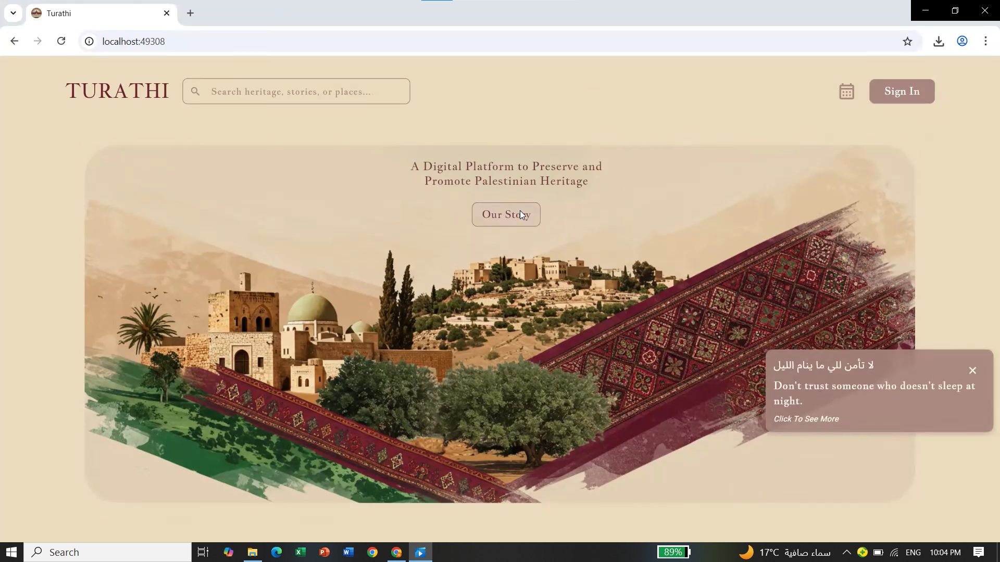 Turathi
localhost:49308
TURATHI
Search heritage, stories, or places...
Sign In
A Digital Platform to Preserve and
Promote Palestinian Heritage
Our Story
لا تأمن للي ما ينام الليل
Don't trust someone who doesn't sleep at
night.
Click To See More
Search
89%
17°C سماء صافية
ENG
10:04 PM